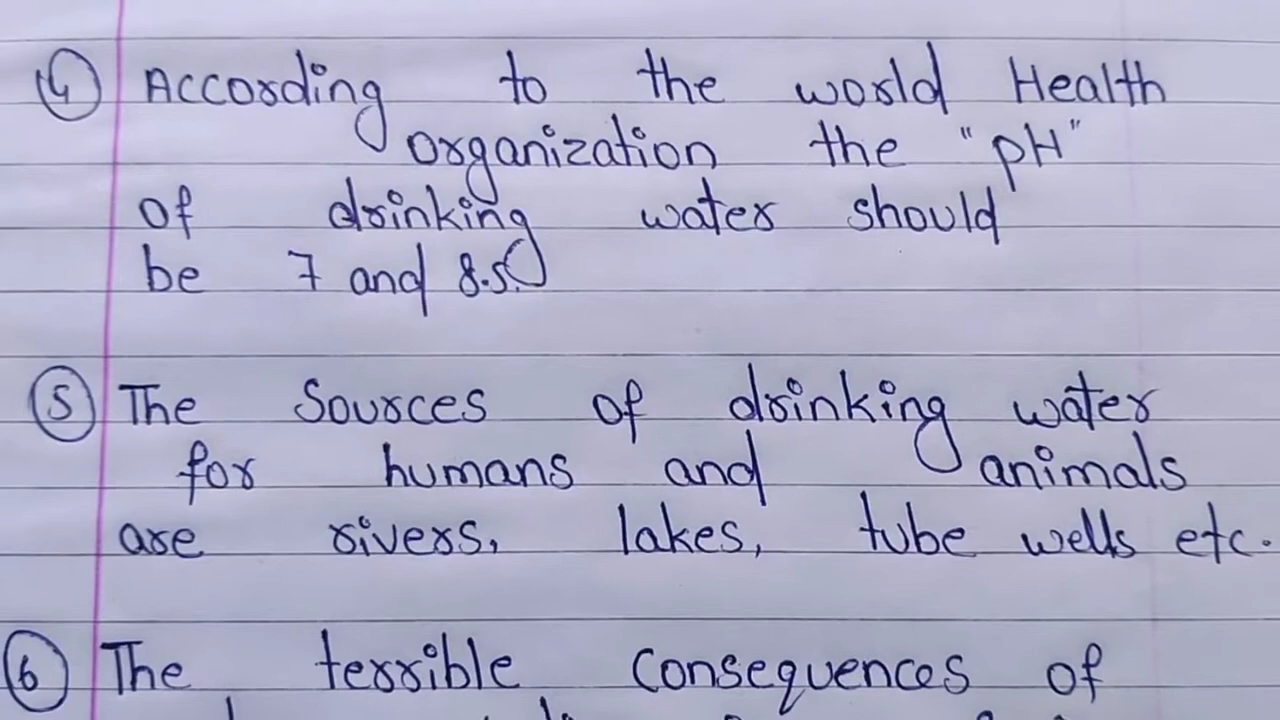 ④ According to the world Health
organization the "pH"
of drinking water should
be 7 and 8.5.
⑤ The Sources of drinking water
for humans and animals
are rivers, lakes, tube wells etc.
⑥ The terrible consequences of